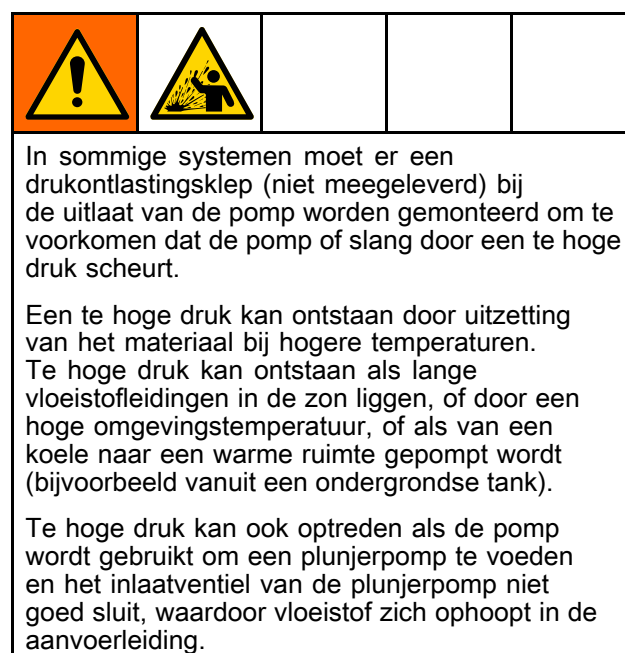 In sommige systemen moet er een
drukontlastingsklep (niet meegeleverd) bij
de uitlaat van de pomp worden gemonteerd om te
voorkomen dat de pomp of slang door een te hoge
druk scheurt.
Een te hoge druk kan ontstaan door uitzetting
van het materiaal bij hogere temperaturen.
Te hoge druk kan ontstaan als lange
vloeistofleidingen in de zon liggen, of door een
hoge omgevingstemperatuur, of als van een
koele naar een warme ruimte gepompt wordt
(bijvoorbeeld vanuit een ondergrondse tank).
Te hoge druk kan ook optreden als de pomp
wordt gebruikt om een plunjerpomp te voeden
en het inlaatventiel van de plunjerpomp niet
goed sluit, waardoor vloeistof zich ophoopt in de
aanvoerleiding.